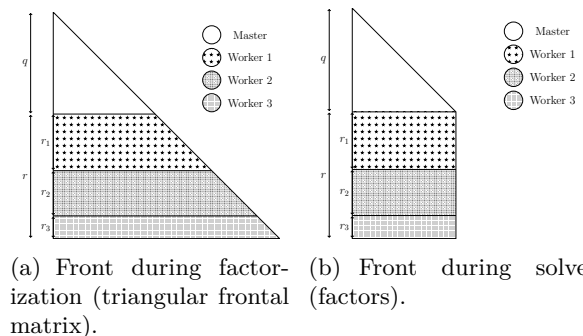 q
r
r1
r2
r3
Master
Worker 1
Worker 2
Worker 3
(a) Front during factor-
ization (triangular frontal
matrix).
q
r
r1
r2
r3
Master
Worker 1
Worker 2
Worker 3
(b) Front during solve
(factors).